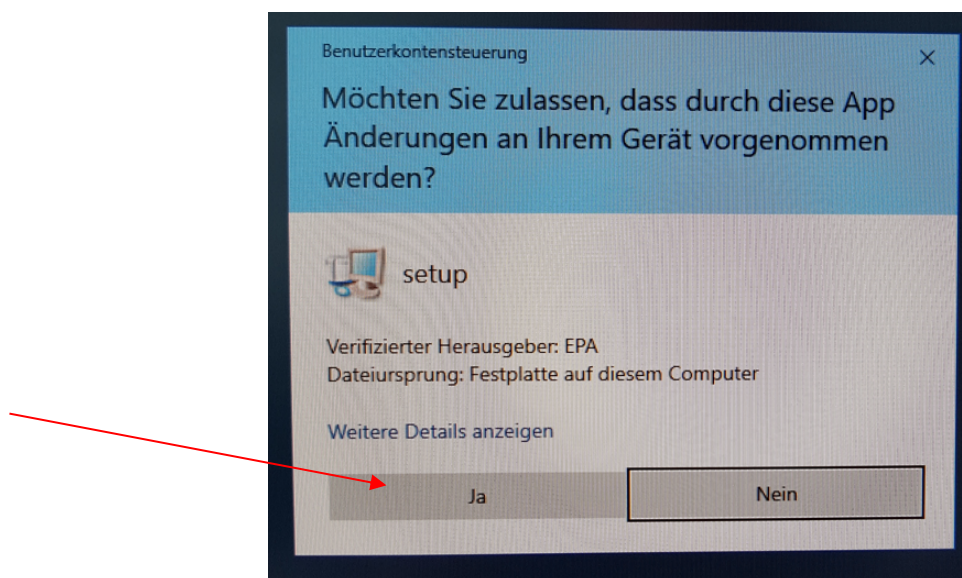 Benutzerkontensteuerung
Möchten Sie zulassen, dass durch diese App
Änderungen an Ihrem Gerät vorgenommen
werden?
setup
Verifizierter Herausgeber: EPA
Dateiursprung: Festplatte auf diesem Computer
Weitere Details anzeigen
Ja
Nein